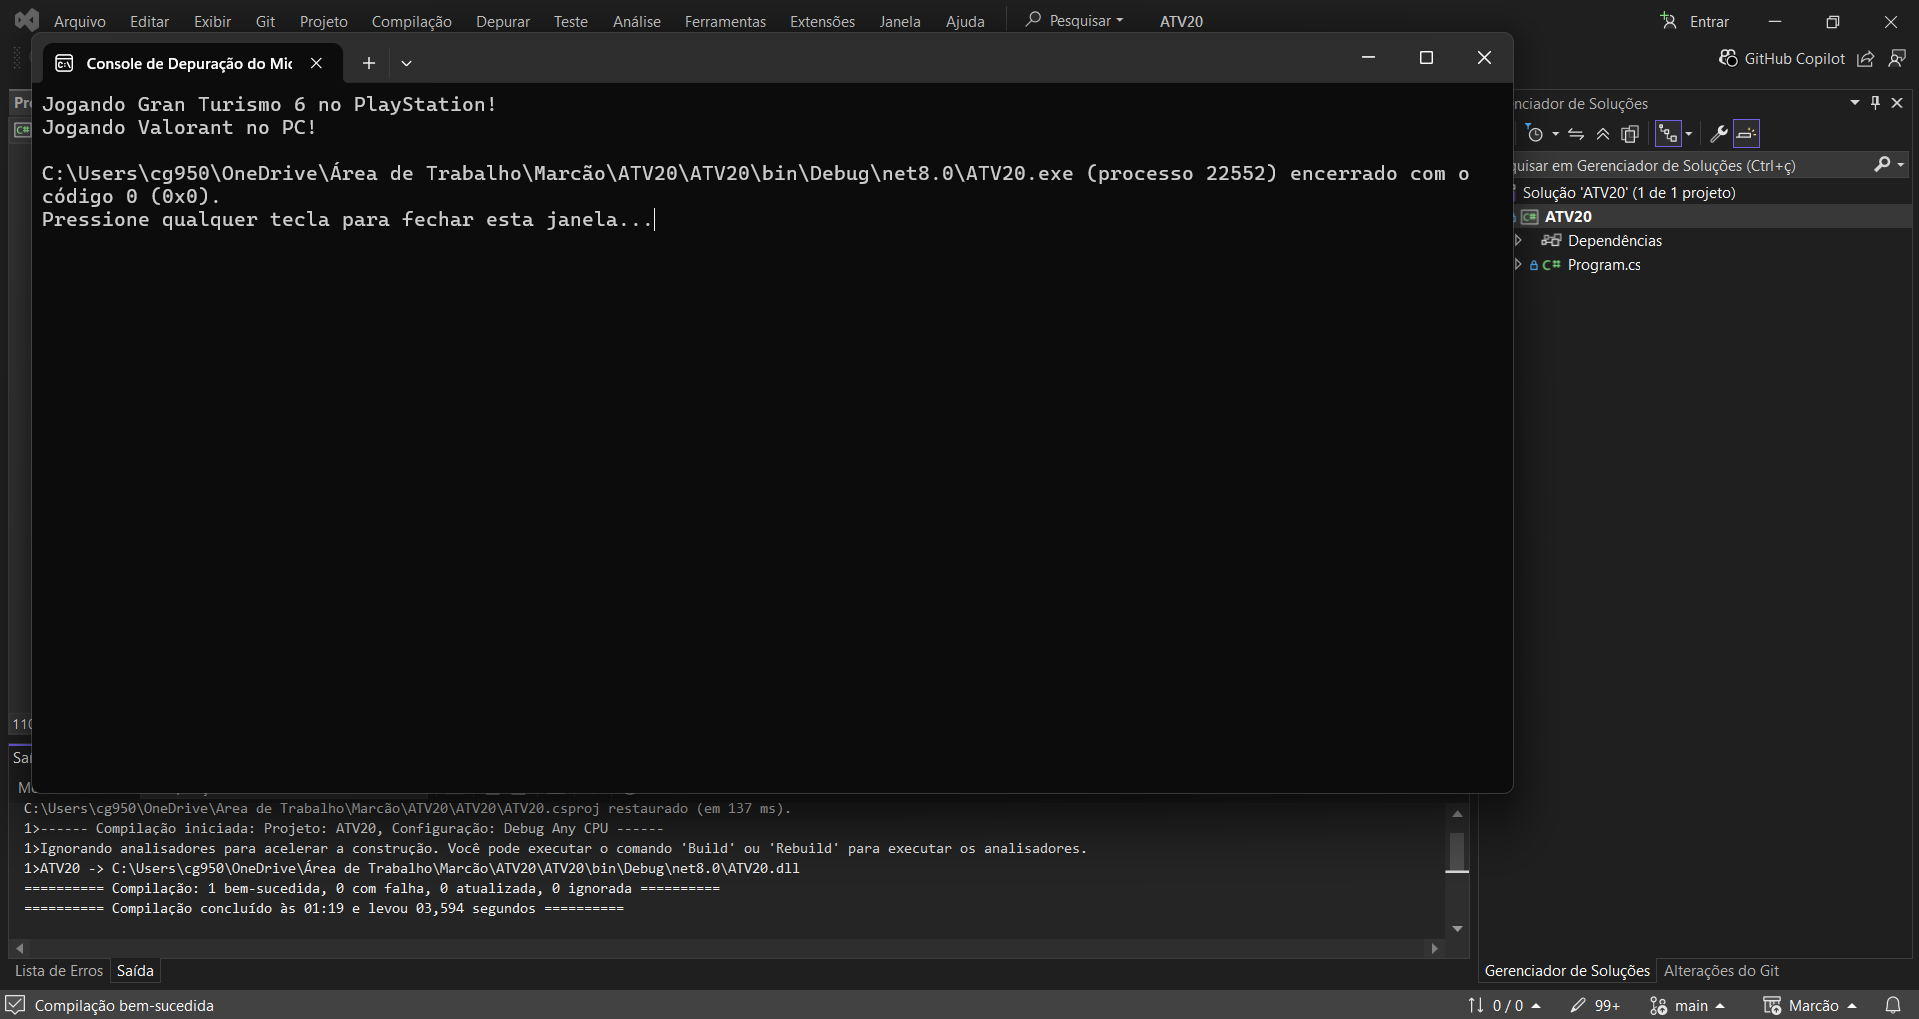 Arquivo Editar Exibir Git Projeto Compilação Depurar Teste Análise Ferramentas Extensões Janela Ajuda Pesquisar ATV20 Entrar
GitHub Copilot
Console de Depuração do Mic
Jogando Gran Turismo 6 no PlayStation!
Jogando Valorant no PC!
C:\Users\cg950\OneDrive\Área de Trabalho\Marcão\ATV20\ATV20\bin\Debug\net8.0\ATV20.exe (processo 22552) encerrado com o
código 0 (0x0).
Pressione qualquer tecla para fechar esta janela...
nciador de Soluções
quisar em Gerenciador de Soluções (Ctrl+ç)
Solução 'ATV20' (1 de 1 projeto)
C# ATV20
Dependências
C# Program.cs
Pr
C#
110
Saí
C:\Users\cg950\OneDrive\Área de Trabalho\Marcão\ATV20\ATV20\ATV20.csproj restaurado (em 137 ms).
1>------ Compilação iniciada: Projeto: ATV20, Configuração: Debug Any CPU ------
1>Ignorando analisadores para acelerar a construção. Você pode executar o comando 'Build' ou 'Rebuild' para executar os analisadores.
1>ATV20 -> C:\Users\cg950\OneDrive\Área de Trabalho\Marcão\ATV20\ATV20\bin\Debug\net8.0\ATV20.dll
========== Compilação: 1 bem-sucedida, 0 com falha, 0 atualizada, 0 ignorada ==========
========== Compilação concluído às 01:19 e levou 03,594 segundos ==========
Lista de Erros Saída
Gerenciador de Soluções Alterações do Git
Compilação bem-sucedida
0 / 0 99+ main Marcão